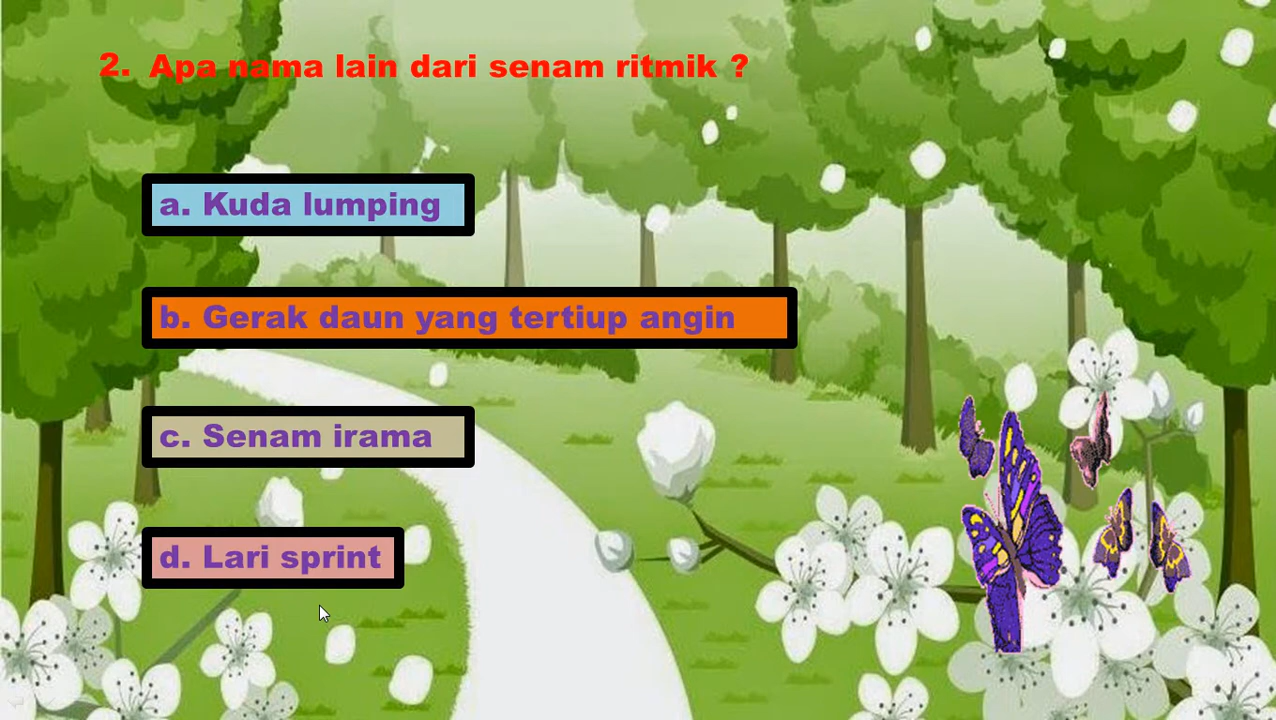 2. Apa nama lain dari senam ritmik ?
a. Kuda lumping
b. Gerak daun yang tertiup angin
c. Senam irama
d. Lari sprint